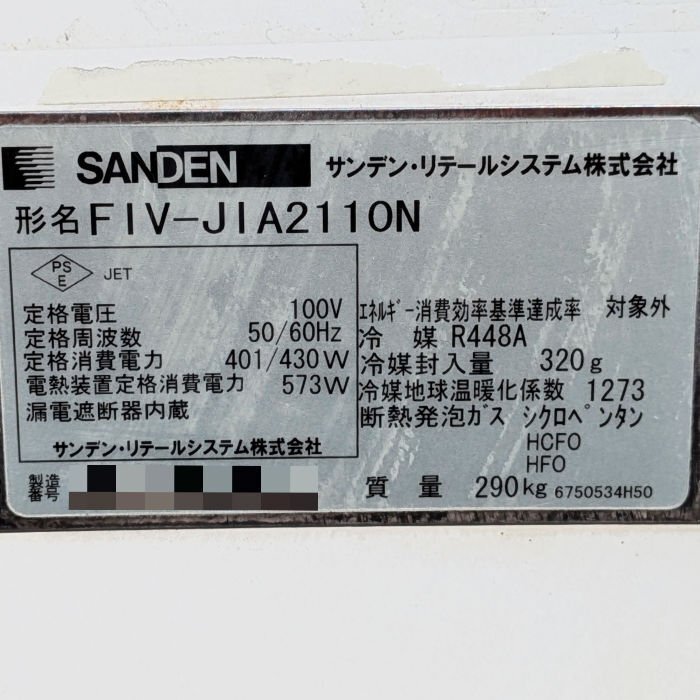 SANDEN サンデン・リテールシステム株式会社
形名 FIV-JIA2110N
PSE JET
定格電圧 100V
定格周波数 50/60Hz
定格消費電力 401/430W
電熱装置定格消費電力 573W
漏電遮断器内蔵
サンデン・リテールシステム株式会社
製造番号
エネルギー消費効率基準達成率 対象外
冷媒 R448A
冷媒封入量 320g
冷媒地球温暖化係数 1273
断熱発泡ガス シクロペンタン
HCFO
HFO
質量 290kg 6750534H50